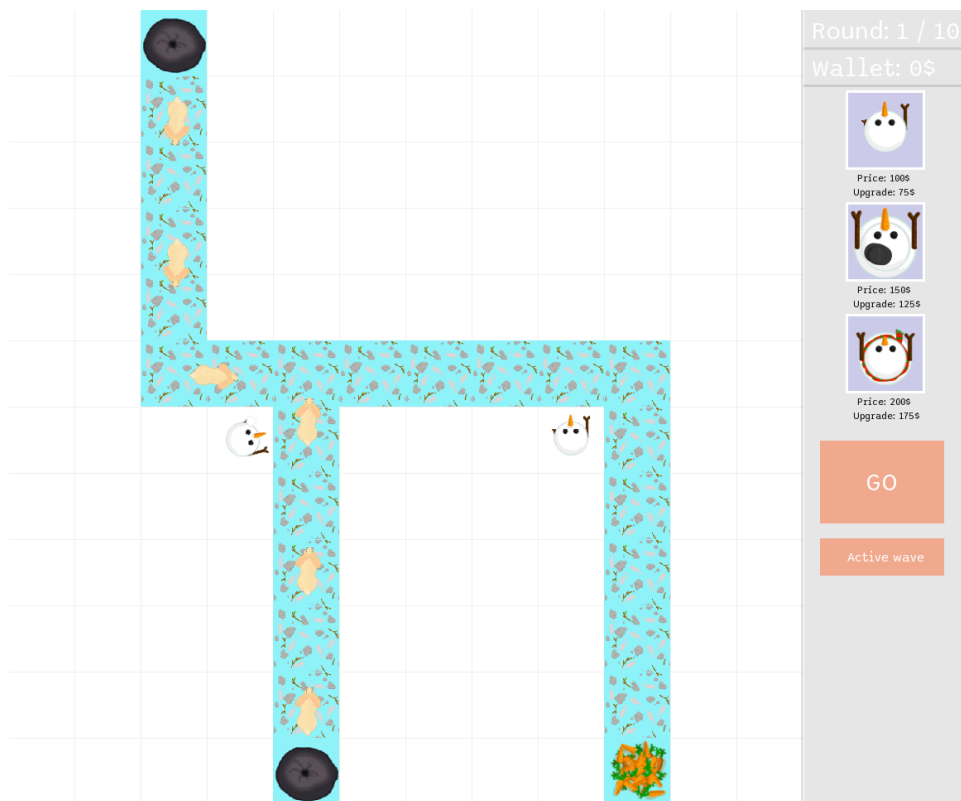 Round: 1 / 10
Wallet: 0$
Price: 100$
Upgrade: 75$
Price: 150$
Upgrade: 125$
Price: 200$
Upgrade: 175$
GO
Active wave